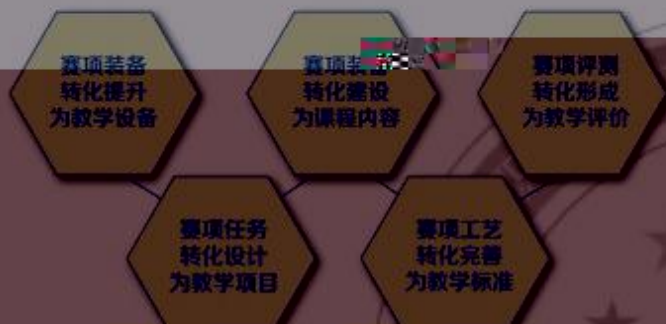 赛项装备
转化提升
为教学设备
赛项装
转化建设
为课程内容
赛项评测
转化形成
为教学评价
赛项任务
转化设计
为教学项目
赛项工艺
转化完善
为教学标准